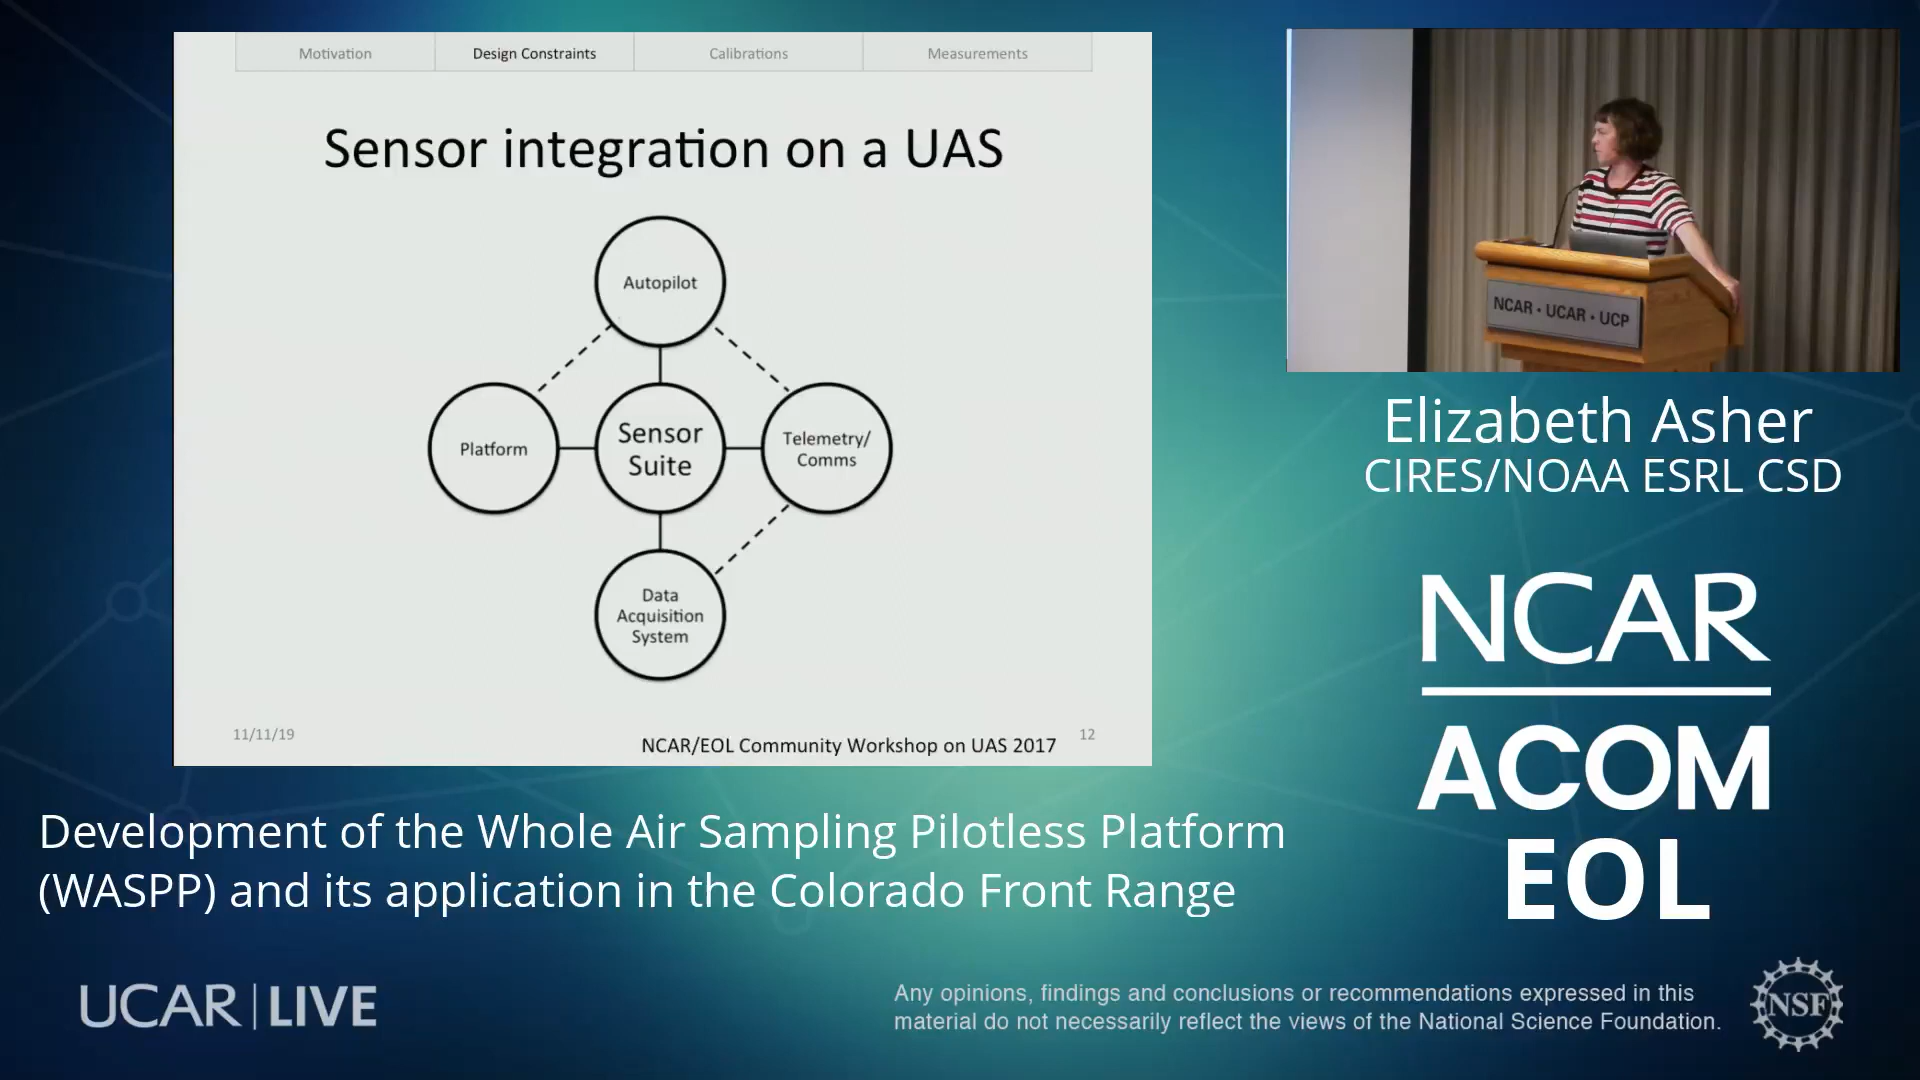 Motivation
Design Constraints
Calibrations
Measurements
Sensor integration on a UAS
Autopilot
Platform
Sensor
Suite
Telemetry/
Comms
Data
Acquisition
System
11/11/19
NCAR/EOL Community Workshop on UAS 2017
12
NCAR • UCAR • UCP
Elizabeth Asher
CIRES/NOAA ESRL CSD
NCAR
ACOM
EOL
Development of the Whole Air Sampling Pilotless Platform
(WASPP) and its application in the Colorado Front Range
UCAR | LIVE
Any opinions, findings and conclusions or recommendations expressed in this
material do not necessarily reflect the views of the National Science Foundation.
NSF